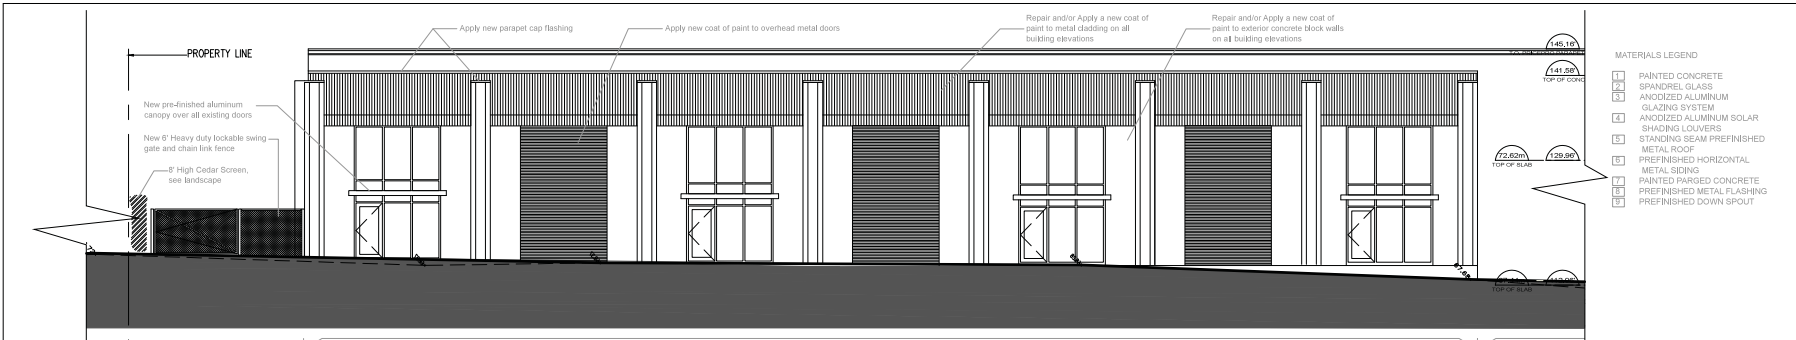 Apply new parapet cap flashing
Apply new coat of paint to overhead metal doors
Repair and/or Apply a new coat of
paint to metal cladding on all
building elevations
Repair and/or Apply a new coat of
paint to exterior concrete block walls
on all building elevations
PROPERTY LINE
New pre-finished aluminum
canopy over all existing doors
New 6' Heavy duty lockable swing
gate and chain link fence
8' High Cedar Screen,
see landscape
145.16'
141.58'
TOP OF CONC
72.62m
129.96'
TOP OF SLAB
TOP OF SLAB
67.68
MATERIALS LEGEND
1 PAINTED CONCRETE
2 SPANDREL GLASS
3 ANODIZED ALUMINUM
GLAZING SYSTEM
4 ANODIZED ALUMINUM SOLAR
SHADING LOUVERS
5 STANDING SEAM PREFINISHED
METAL ROOF
6 PREFINISHED HORIZONTAL
METAL SIDING
7 PAINTED PARGED CONCRETE
8 PREFINISHED METAL FLASHING
9 PREFINISHED DOWN SPOUT